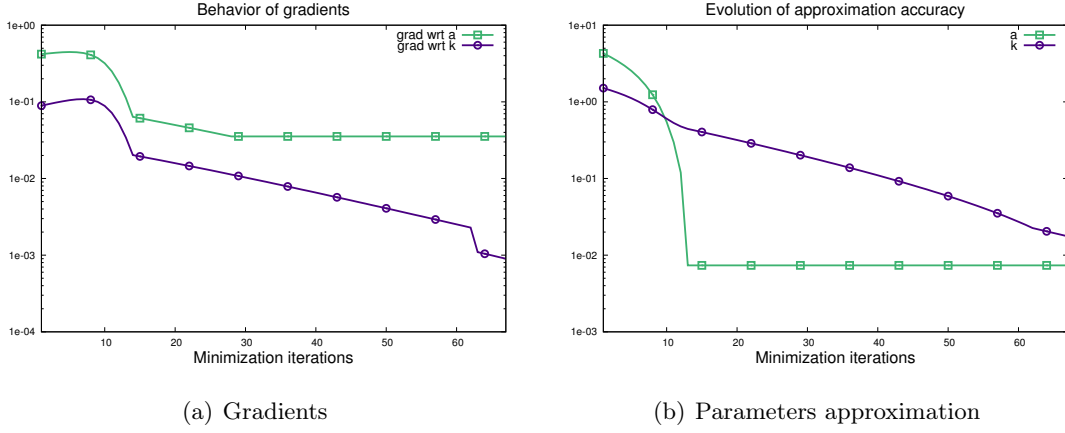 Behavior of gradients
1e+00
1e-01
1e-02
1e-03
1e-04
grad wrt a
grad wrt k
10 20 30 40 50 60
Minimization iterations
(a) Gradients
Evolution of approximation accuracy
1e+01
1e+00
1e-01
1e-02
1e-03
a
k
10 20 30 40 50 60
Minimization iterations
(b) Parameters approximation